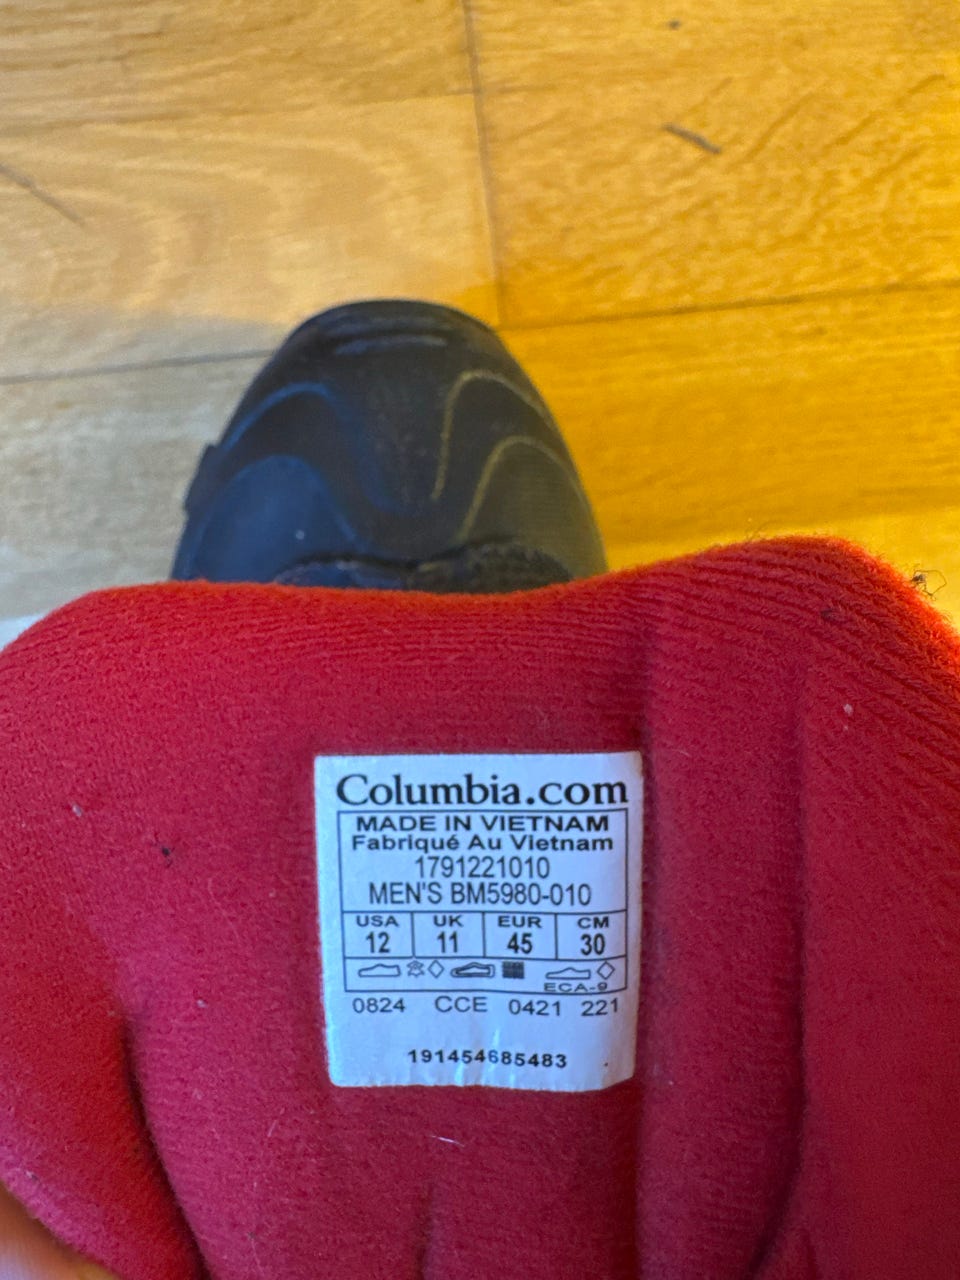 Columbia.com
MADE IN VIETNAM
Fabriqué Au Vietnam
1791221010
MEN'S BM5980-010
USA UK EUR CM
12 11 45 30
ECA-9
0824 CCE 0421 221
191454685483